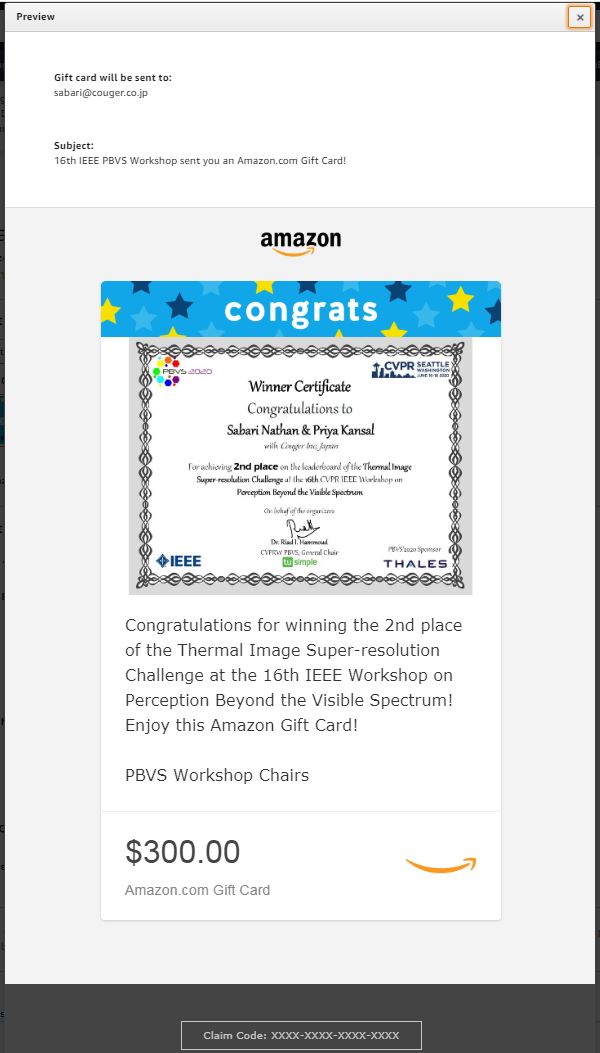 Preview
Gift card will be sent to:
sabari@couger.co.jp
Subject:
16th IEEE PBVS Workshop sent you an Amazon.com Gift Card!
amazon
congrats
PBVS 2020
CVPR SEATTLE
WASHINGTON
JUNE 16-18 2020
Winner Certificate
Congratulations to
Sabari Nathan & Priya Kansal
with Couger Inc, Japan
For achieving 2nd place on the leaderboard of the Thermal Image
Super-resolution Challenge at the 16th CVPR IEEE Workshop on
Perception Beyond the Visible Spectrum
On behalf of the organizers
Dr. Riad I. Hammoud
CVPRW PBVS, General Chair
PBVS'2020 Sponsor
IEEE
tu simple
THALES
Congratulations for winning the 2nd place
of the Thermal Image Super-resolution
Challenge at the 16th IEEE Workshop on
Perception Beyond the Visible Spectrum!
Enjoy this Amazon Gift Card!
PBVS Workshop Chairs
$300.00
Amazon.com Gift Card
Claim Code: XXXX-XXXX-XXXX-XXXX